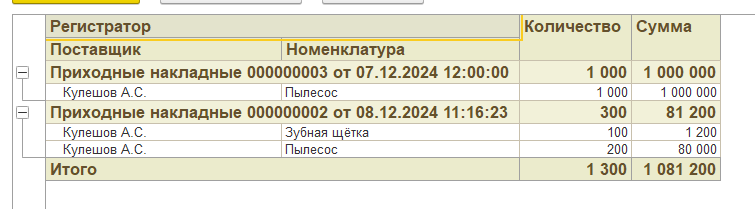 Регистратор Количество Сумма
Поставщик Номенклатура
Приходные накладные 000000003 от 07.12.2024 12:00:00 1 000 1 000 000
Кулешов А.С. Пылесос 1 000 1 000 000
Приходные накладные 000000002 от 08.12.2024 11:16:23 300 81 200
Кулешов А.С. Зубная щётка 100 1 200
Кулешов А.С. Пылесос 200 80 000
Итого 1 300 1 081 200